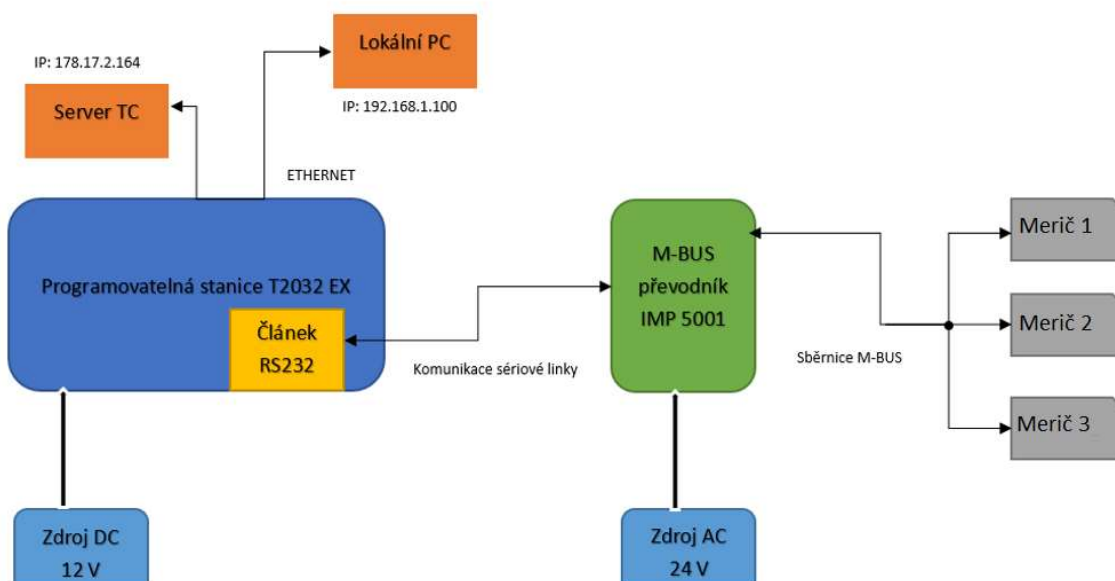 Lokální PC
IP: 178.17.2.164
Server TC
IP: 192.168.1.100
ETHERNET
Programovatelná stanice T2032 EX
Článek
RS232
Komunikace sériové linky
M-BUS
převodník
IMP 5001
Sběrnice M-BUS
Merič 1
Merič 2
Merič 3
Zdroj DC
12 V
Zdroj AC
24 V